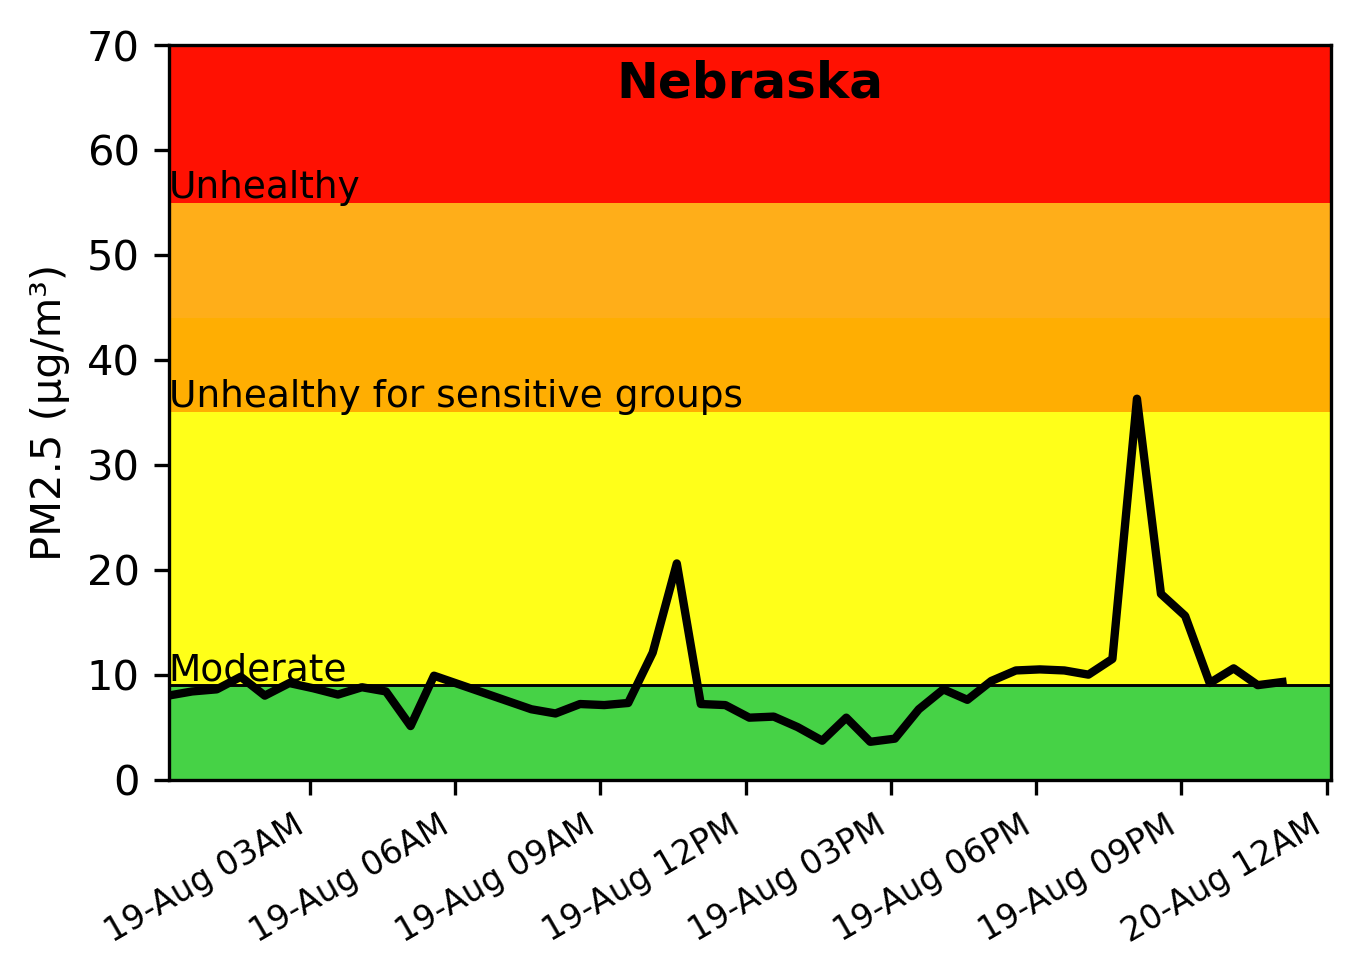 Nebraska
PM2.5 (µg/m³)
70
60
50
40
30
20
10
0
Unhealthy
Unhealthy for sensitive groups
Moderate
19-Aug 03AM
19-Aug 06AM
19-Aug 09AM
19-Aug 12PM
19-Aug 03PM
19-Aug 06PM
19-Aug 09PM
20-Aug 12AM